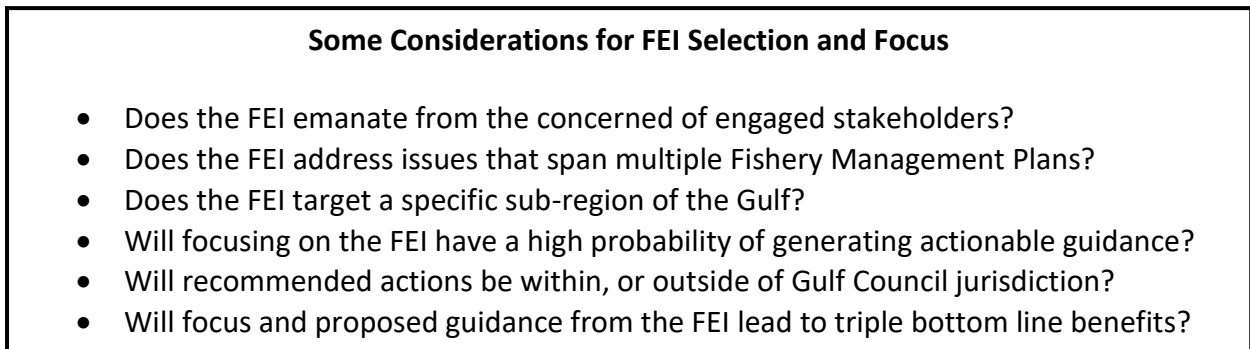 Some Considerations for FEI Selection and Focus
• Does the FEI emanate from the concerned of engaged stakeholders?
• Does the FEI address issues that span multiple Fishery Management Plans?
• Does the FEI target a specific sub-region of the Gulf?
• Will focusing on the FEI have a high probability of generating actionable guidance?
• Will recommended actions be within, or outside of Gulf Council jurisdiction?
• Will focus and proposed guidance from the FEI lead to triple bottom line benefits?